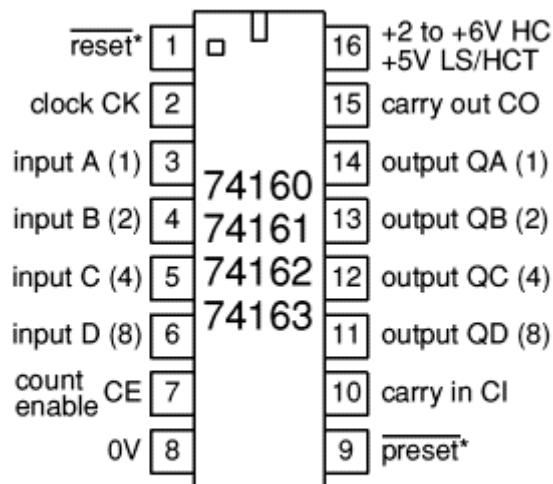 reset*
1
16
+2 to +6V HC
+5V LS/HCT
clock CK
2
15
carry out CO
input A (1)
3
14
output QA (1)
input B (2)
4
13
output QB (2)
input C (4)
5
12
output QC (4)
input D (8)
6
11
output QD (8)
count
enable CE
7
10
carry in CI
0V
8
9
preset*
74160
74161
74162
74163